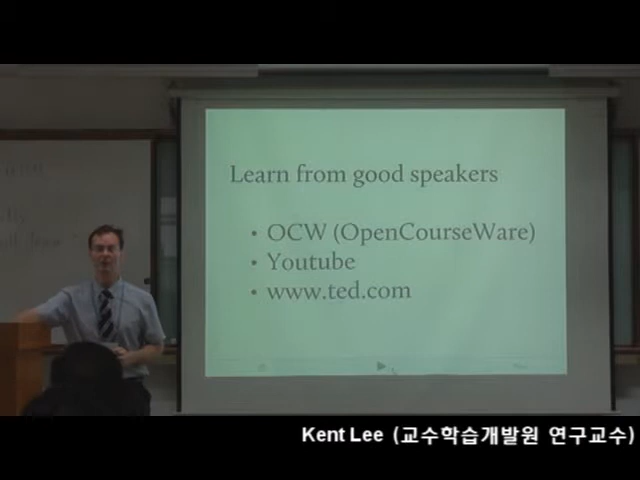 Learn from good speakers
• OCW (OpenCourseWare)
• Youtube
• www.ted.com
Kent Lee (교수학습개발원 연구교수)